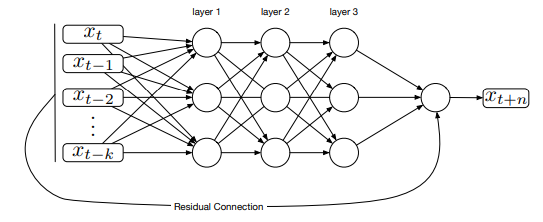 layer 1 layer 2 layer 3
x_t
x_{t-1}
x_{t-2}
⋮
x_{t-k}
x_{t+n}
Residual Connection